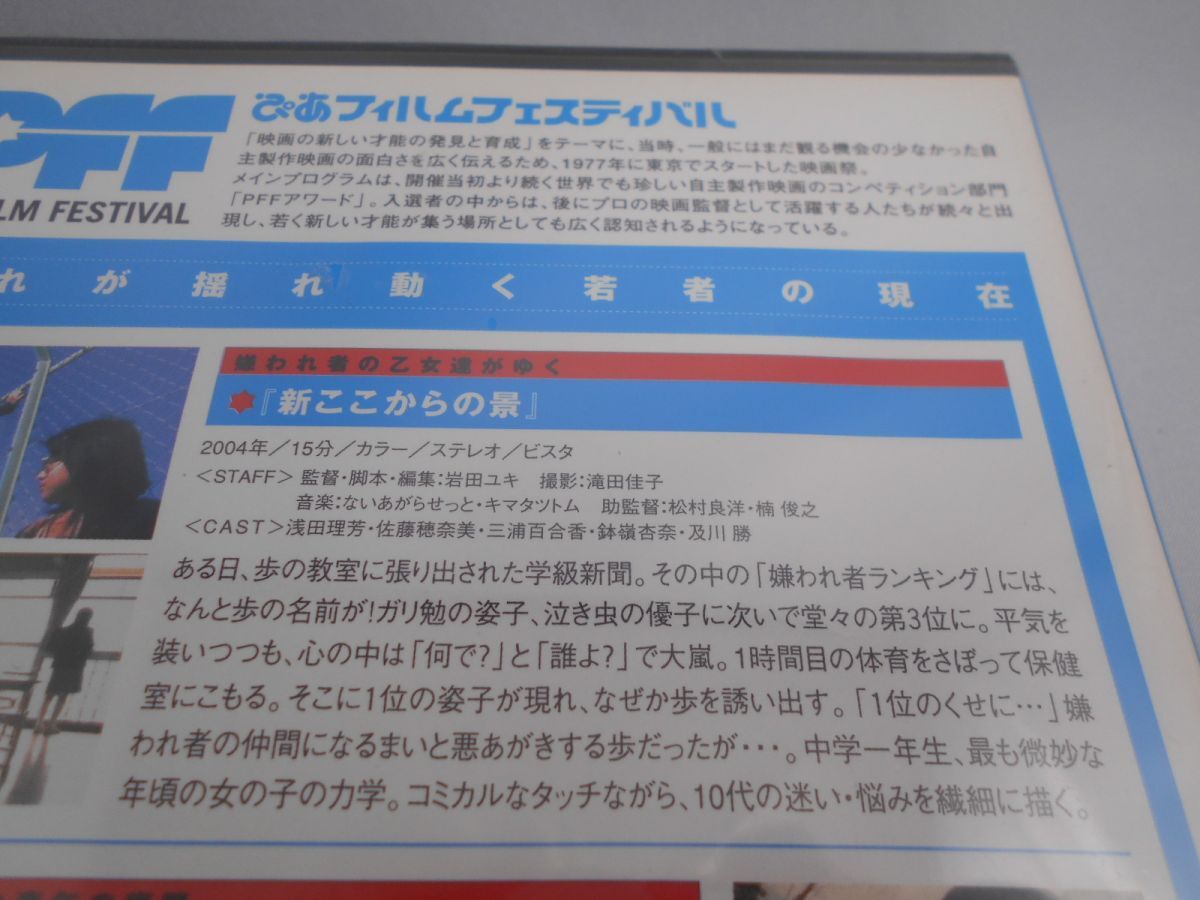 PFF
FILM FESTIVAL
ぴあフィルムフェスティバル
「映画の新しい才能の発見と育成」をテーマに、当時、一般にはまだ観る機会の少なかった自
主製作映画の面白さを広く伝えるため、1977年に東京でスタートした映画祭。
メインプログラムは、開催当初より続く世界でも珍しい自主製作映画のコンペティション部門
「PFFアワード」。入選者の中からは、後にプロの映画監督として活躍する人たちが続々と出
現し、若く新しい才能が集う場所としても広く認知されるようになっている。
れが揺れ動く若者の現在
嫌われ者の乙女達がゆく
『新ここからの景』
2004年／15分／カラー／ステレオ／ビスタ
＜STAFF＞監督・脚本・編集:岩田ユキ 撮影:滝田佳子
音楽:ないあがらせっと・キマタツトム 助監督:松村良洋・楠 俊之
＜CAST＞浅田理芳・佐藤穂奈美・三浦百合香・鉢嶺杏奈・及川 勝
ある日、歩の教室に張り出された学級新聞。その中の「嫌われ者ランキング」には、
なんと歩の名前が!ガリ勉の姿子、泣き虫の優子に次いで堂々の第3位に。平気を
装いつつも、心の中は「何で?」と「誰よ?」で大嵐。1時間目の体育をさぼって保健
室にこもる。そこに1位の姿子が現れ、なぜか歩を誘い出す。「1位のくせに…」嫌
われ者の仲間になるまいと悪あがきする歩だったが…。中学一年生、最も微妙な
年頃の女の子の力学。コミカルなタッチながら、10代の迷い・悩みを繊細に描く。